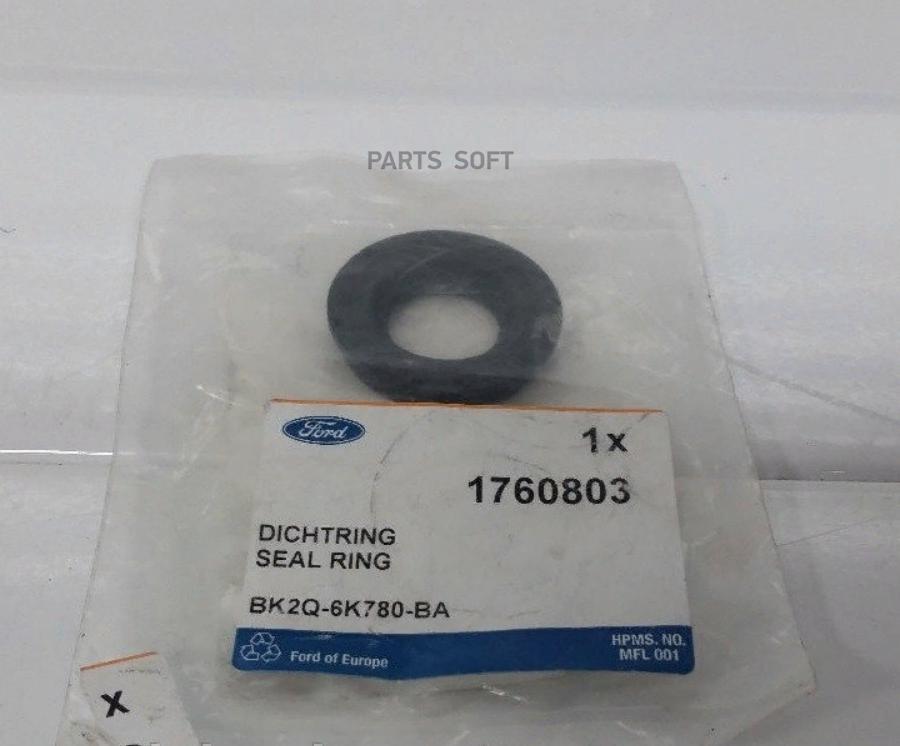 PARTS SOFT
Ford
1x
1760803
DICHTRING
SEAL RING
BK2Q-6K780-BA
HPMS. NO.
Ford of Europe
MFL 001
X